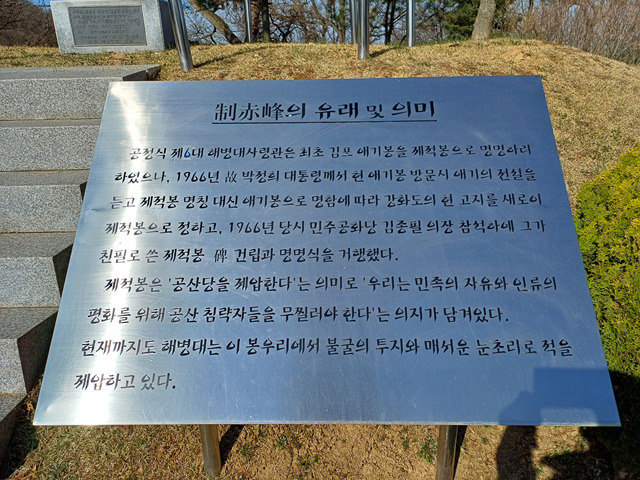 制赤峰의 유래 및 의미
공정식 제6대 해병대사령관은 최초 김포 애기봉을 제적봉으로 명명하려
하였으나, 1966년 故 박정희 대통령께서 현 애기봉 방문시 애기의 전설을
듣고 제적봉 명칭 대신 애기봉으로 명함에 따라 강화도의 현 고지를 새로이
제적봉으로 정하고, 1966년 당시 민주공화당 김종필 의장 참석하에 그가
친필로 쓴 제적봉 碑 건립과 명명식을 거행했다.
제적봉은 '공산당을 제압한다'는 의미로 '우리는 민족의 자유와 인류의
평화를 위해 공산 침략자들을 무찔러야 한다'는 의지가 담겨있다.
현재까지도 해병대는 이 봉우리에서 불굴의 투지와 매서운 눈초리로 적을
제압하고 있다.